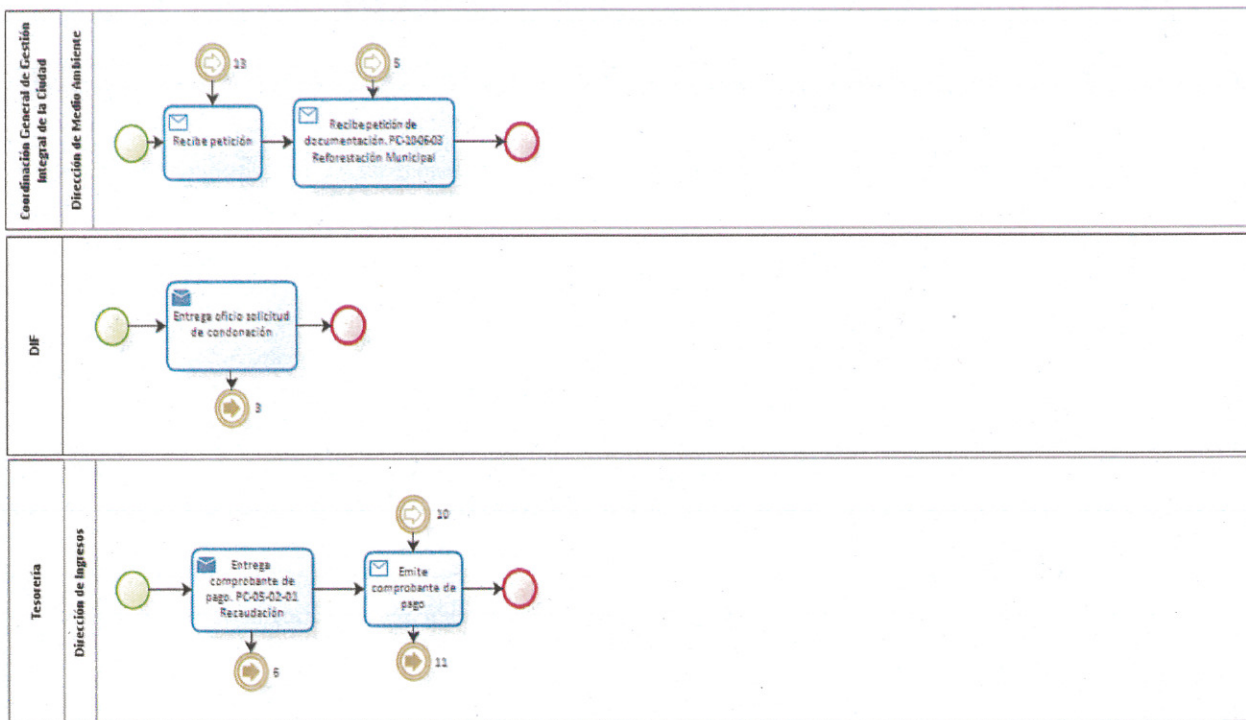 Coordinación General de Gestión
Integral de la Ciudad
Dirección de Medio Ambiente
13
Recibe petición
5
Recibe petición de
documentación. PC-10-06-03
Reforestación Municipal
DIF
Entrega oficio solicitud
de condonación
3
Tesorería
Dirección de Ingresos
Entrega
comprobante de
pago. PC-05-02-01
Recaudación
6
10
Emite
comprobante de
pago
11